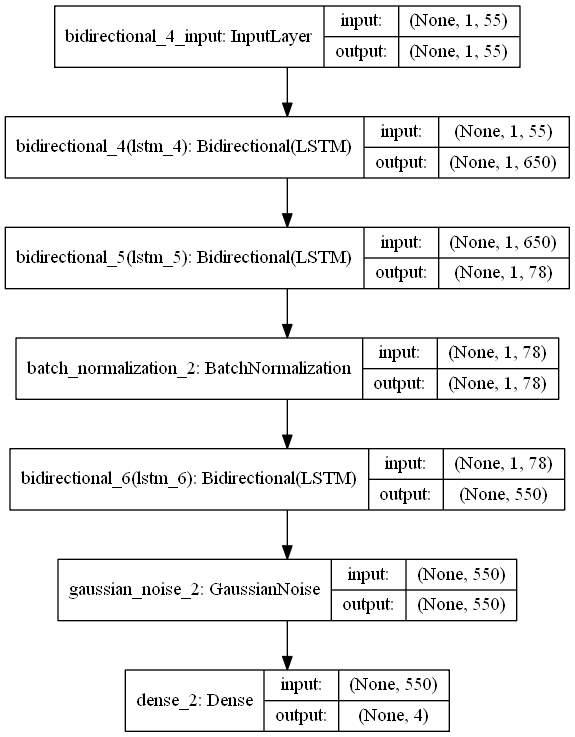 bidirectional_4_input: InputLayer
input:
(None, 1, 55)
output:
(None, 1, 55)
bidirectional_4(lstm_4): Bidirectional(LSTM)
input:
(None, 1, 55)
output:
(None, 1, 650)
bidirectional_5(lstm_5): Bidirectional(LSTM)
input:
(None, 1, 650)
output:
(None, 1, 78)
batch_normalization_2: BatchNormalization
input:
(None, 1, 78)
output:
(None, 1, 78)
bidirectional_6(lstm_6): Bidirectional(LSTM)
input:
(None, 1, 78)
output:
(None, 550)
gaussian_noise_2: GaussianNoise
input:
(None, 550)
output:
(None, 550)
dense_2: Dense
input:
(None, 550)
output:
(None, 4)